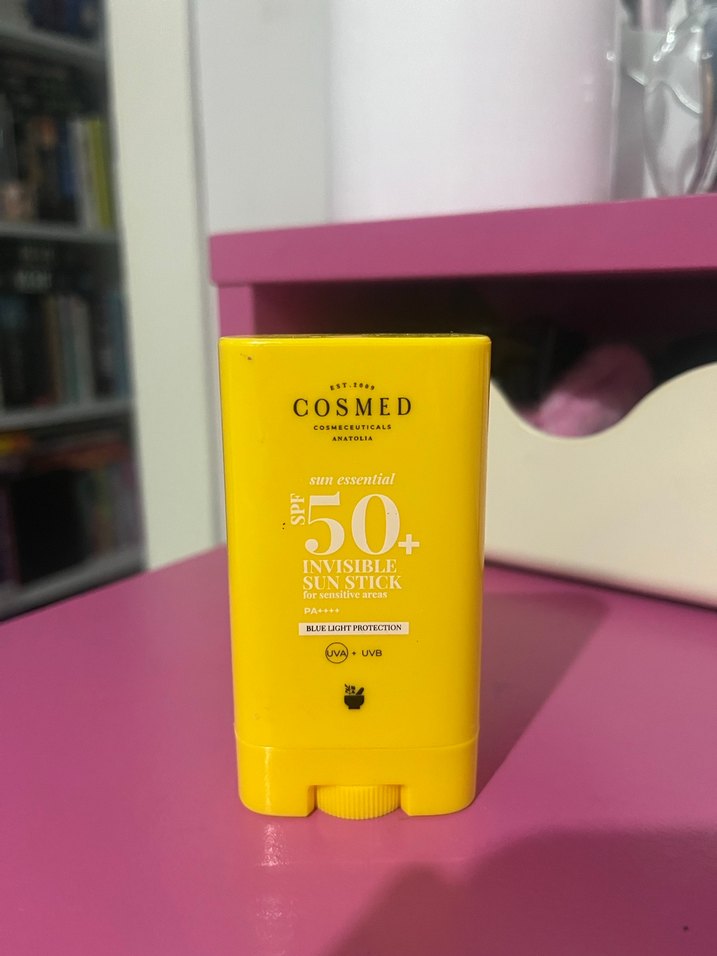 EST.2009
COSMED
COSMECEUTICALS
ANATOLIA
sun essential
SPF 50+
INVISIBLE
SUN STICK
for sensitive areas
PA++++
BLUE LIGHT PROTECTION
UVA + UVB